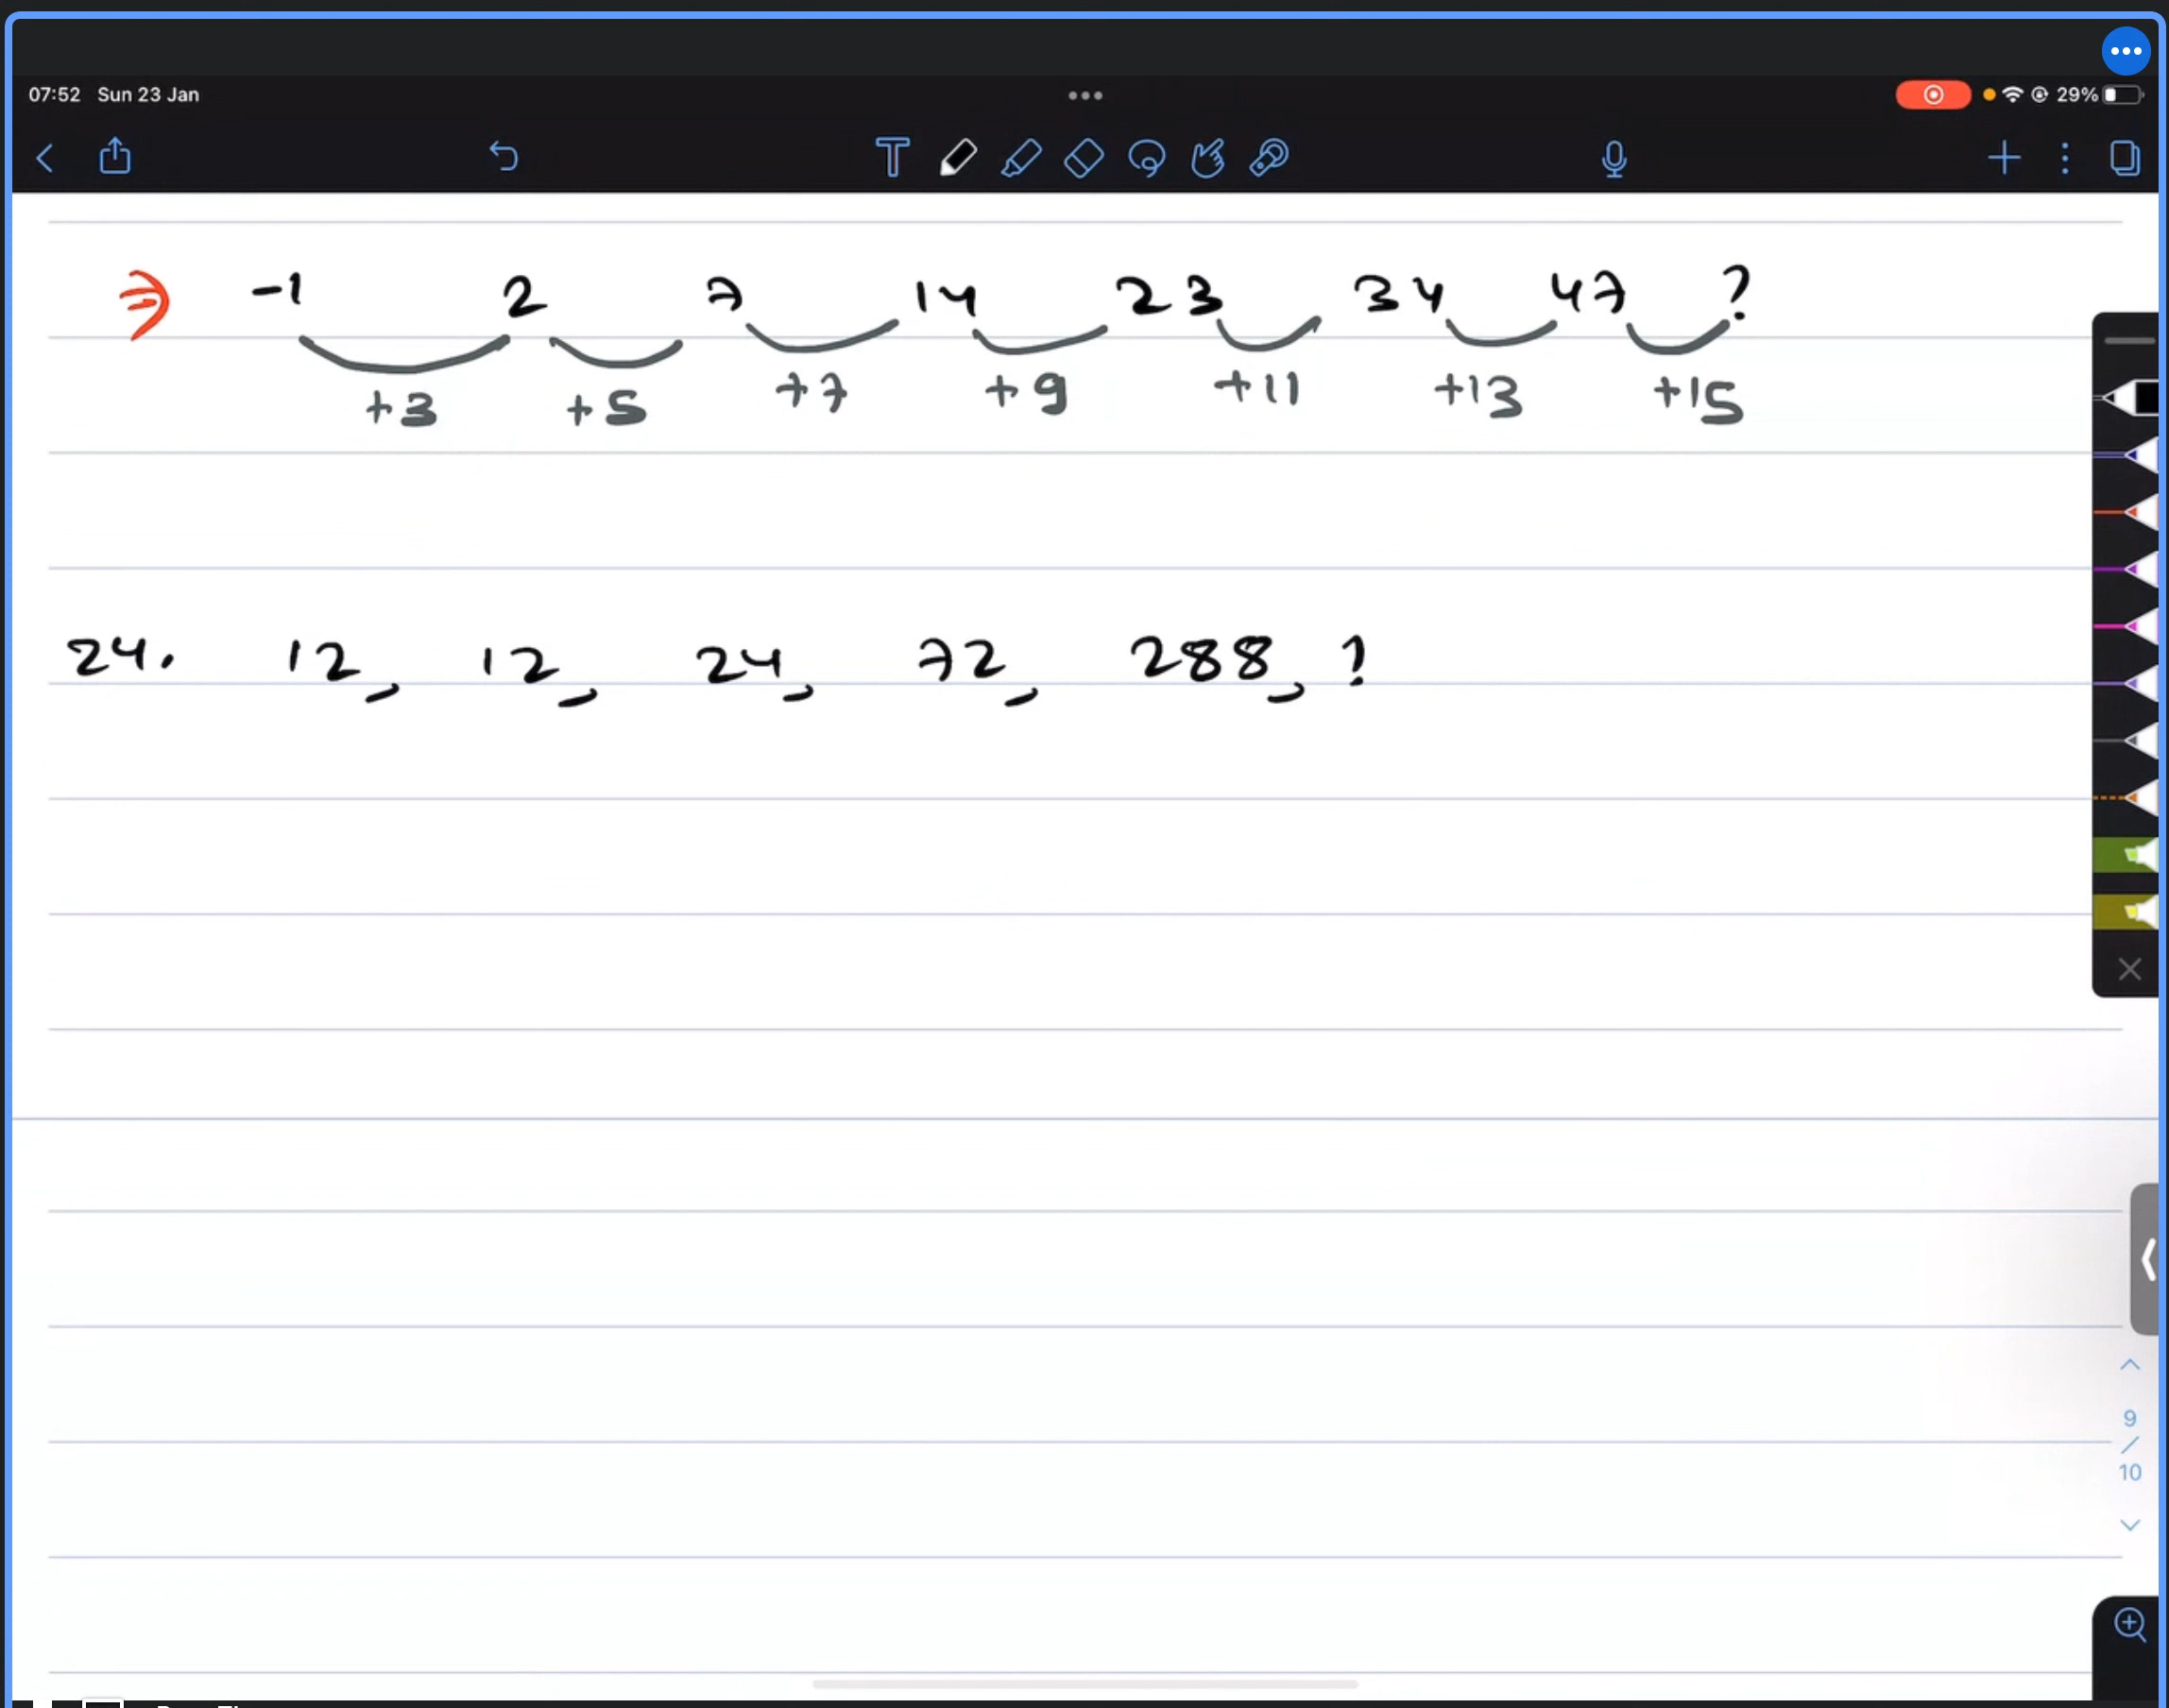 07:52 Sun 23 Jan
29%
T
⇒ -1 2 7 14 23 34 47 ?
+3 +5 +7 +9 +11 +13 +15
24. 12, 12, 24, 72, 288, ?
9
/
10